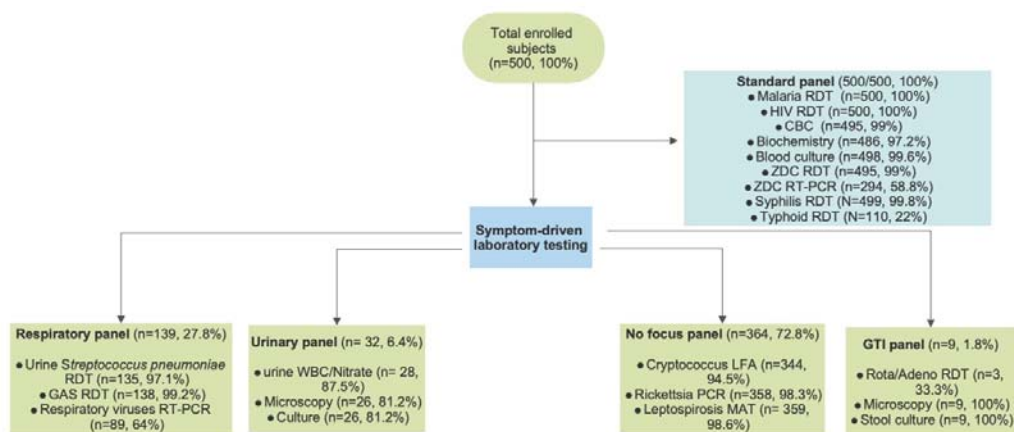 Total enrolled
subjects
(n=500, 100%)
Standard panel (500/500, 100%)
● Malaria RDT (n=500, 100%)
● HIV RDT (n=500, 100%)
● CBC (n=495, 99%)
● Biochemistry (n=486, 97.2%)
● Blood culture (n=498, 99.6%)
● ZDC RDT (n=495, 99%)
● ZDC RT-PCR (n=294, 58.8%)
● Syphilis RDT (N=499, 99.8%)
● Typhoid RDT (N=110, 22%)
Symptom-driven
laboratory testing
Respiratory panel (n=139, 27.8%)
● Urine Streptococcus pneumoniae
RDT (n=135, 97.1%)
● GAS RDT (n=138, 99.2%)
● Respiratory viruses RT-PCR
(n=89, 64%)
Urinary panel (n= 32, 6.4%)
● urine WBC/Nitrate (n= 28,
87.5%)
● Microscopy (n=26, 81.2%)
● Culture (n=26, 81.2%)
No focus panel (n=364, 72.8%)
● Cryptococcus LFA (n=344,
94.5%)
● Rickettsia PCR (n=358, 98.3%)
● Leptospirosis MAT (n= 359,
98.6%)
GTI panel (n=9, 1.8%)
● Rota/Adeno RDT (n=3,
33.3%)
● Microscopy (n=9, 100%)
● Stool culture (n=9, 100%)